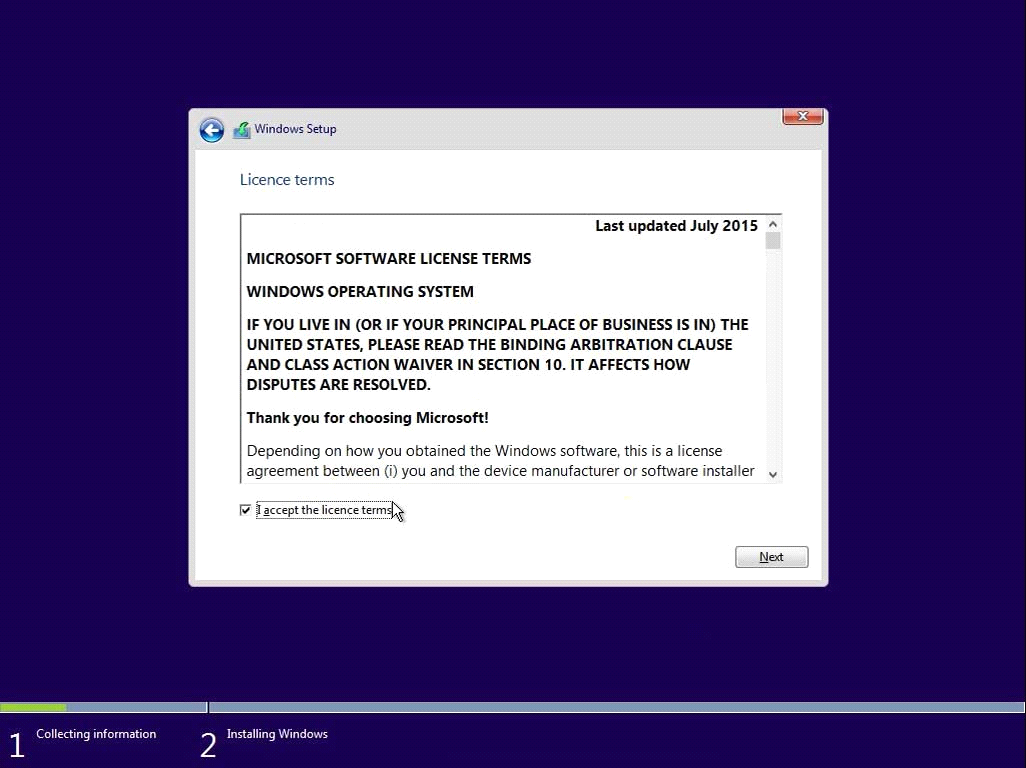 Windows Setup
Licence terms
Last updated July 2015
MICROSOFT SOFTWARE LICENSE TERMS
WINDOWS OPERATING SYSTEM
IF YOU LIVE IN (OR IF YOUR PRINCIPAL PLACE OF BUSINESS IS IN) THE
UNITED STATES, PLEASE READ THE BINDING ARBITRATION CLAUSE
AND CLASS ACTION WAIVER IN SECTION 10. IT AFFECTS HOW
DISPUTES ARE RESOLVED.
Thank you for choosing Microsoft!
Depending on how you obtained the Windows software, this is a license
agreement between (i) you and the device manufacturer or software installer
I accept the licence terms
Next
1 Collecting information
2 Installing Windows